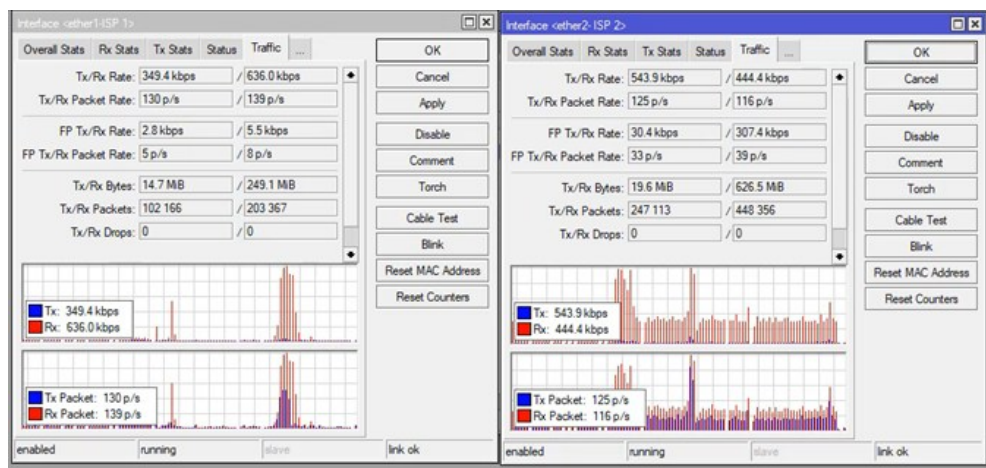 Interface <ether1-ISP 1>
Overall Stats Rx Stats Tx Stats Status Traffic ...
Tx/Rx Rate: 349.4 kbps / 636.0 kbps
Tx/Rx Packet Rate: 130 p/s / 139 p/s
FP Tx/Rx Rate: 2.8 kbps / 5.5 kbps
FP Tx/Rx Packet Rate: 5 p/s / 8 p/s
Tx/Rx Bytes: 14.7 MiB / 249.1 MiB
Tx/Rx Packets: 102 166 / 203 367
Tx/Rx Drops: 0 / 0
OK
Cancel
Apply
Disable
Comment
Torch
Cable Test
Blink
Reset MAC Address
Reset Counters
Tx: 349.4 kbps
Rx: 636.0 kbps
Tx Packet: 130 p/s
Rx Packet: 139 p/s
enabled running slave link ok
Interface <ether2- ISP 2>
Overall Stats Rx Stats Tx Stats Status Traffic ...
Tx/Rx Rate: 543.9 kbps / 444.4 kbps
Tx/Rx Packet Rate: 125 p/s / 116 p/s
FP Tx/Rx Rate: 30.4 kbps / 307.4 kbps
FP Tx/Rx Packet Rate: 33 p/s / 39 p/s
Tx/Rx Bytes: 19.6 MiB / 626.5 MiB
Tx/Rx Packets: 247 113 / 448 356
Tx/Rx Drops: 0 / 0
OK
Cancel
Apply
Disable
Comment
Torch
Cable Test
Blink
Reset MAC Address
Reset Counters
Tx: 543.9 kbps
Rx: 444.4 kbps
Tx Packet: 125 p/s
Rx Packet: 116 p/s
enabled running slave link ok